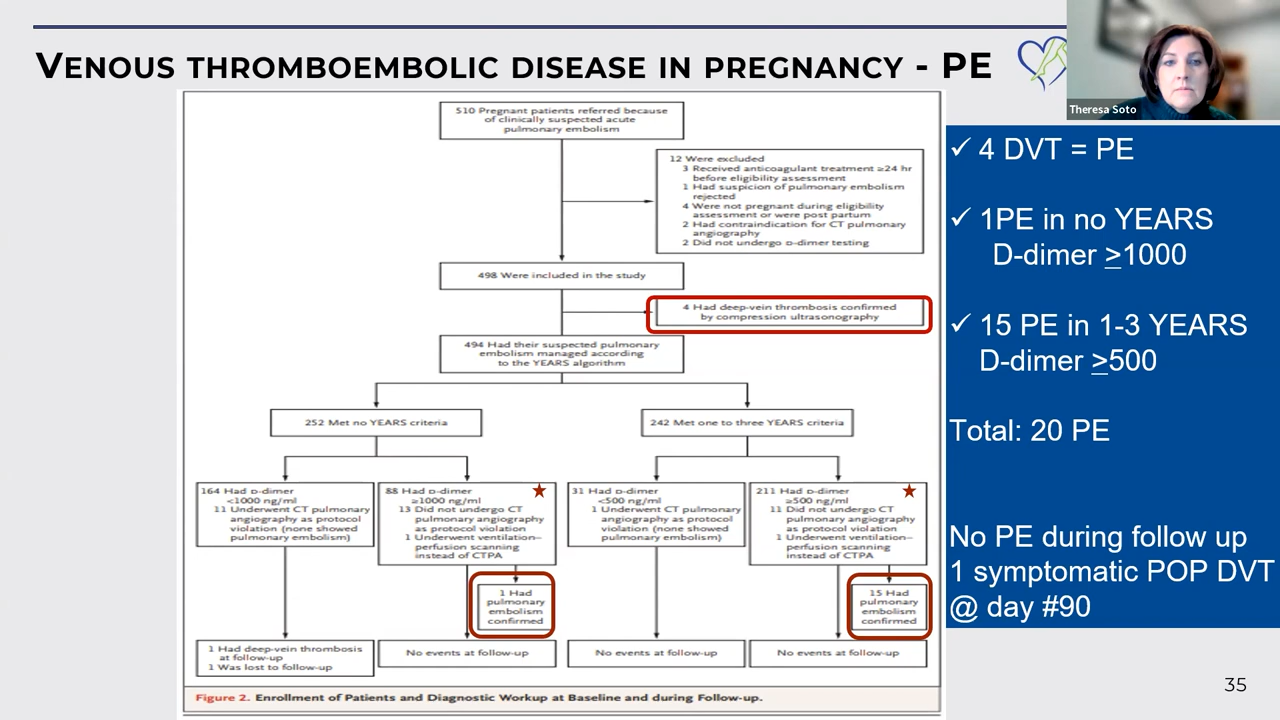 VENOUS THROMBOEMBOLIC DISEASE IN PREGNANCY - PE
Theresa Soto
510 Pregnant patients referred because
of clinically suspected acute
pulmonary embolism
12 Were excluded
3 Received anticoagulant treatment ≥24 hr
before eligibility assessment
1 Had suspicion of pulmonary embolism
rejected
4 Were not pregnant during eligibility
assessment or were post partum
2 Had contraindication for CT pulmonary
angiography
2 Did not undergo D-dimer testing
498 Were included in the study
4 Had deep-vein thrombosis confirmed
by compression ultrasonography
494 Had their suspected pulmonary
embolism managed according
to the YEARS algorithm
252 Met no YEARS criteria
242 Met one to three YEARS criteria
164 Had D-dimer
<1000 ng/ml
11 Underwent CT pulmonary
angiography as protocol
violation (none showed
pulmonary embolism)
88 Had D-dimer
≥1000 ng/ml
13 Did not undergo CT
pulmonary angiography
as protocol violation
1 Underwent ventilation–
perfusion scanning
instead of CTPA
31 Had D-dimer
<500 ng/ml
1 Underwent CT pulmonary
angiography as protocol
violation (none showed
pulmonary embolism)
211 Had D-dimer
≥500 ng/ml
11 Did not undergo CT
pulmonary angiography
as protocol violation
1 Underwent ventilation–
perfusion scanning
instead of CTPA
1 Had
pulmonary
embolism
confirmed
15 Had
pulmonary
embolism
confirmed
1 Had deep-vein thrombosis
at follow-up
1 Was lost to follow-up
No events at follow-up
No events at follow-up
No events at follow-up
Figure 2. Enrollment of Patients and Diagnostic Workup at Baseline and during Follow-up.
✓ 4 DVT = PE
✓ 1PE in no YEARS
D-dimer ≥1000
✓ 15 PE in 1-3 YEARS
D-dimer ≥500
Total: 20 PE
No PE during follow up
1 symptomatic POP DVT
@ day #90
35